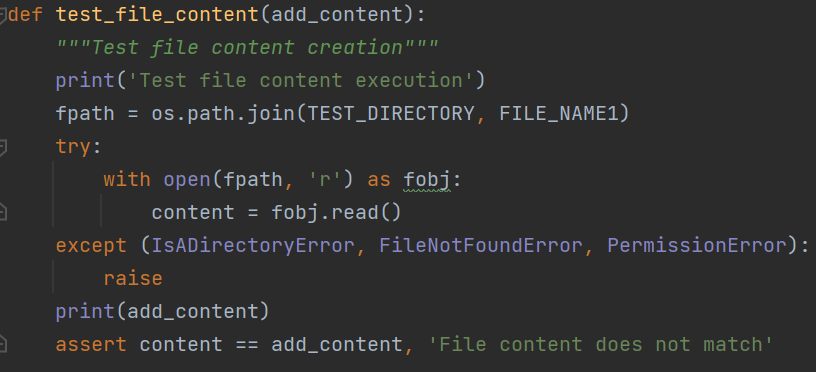 def test_file_content(add_content):
    """Test file content creation"""
    print('Test file content execution')
    fpath = os.path.join(TEST_DIRECTORY, FILE_NAME1)
    try:
        with open(fpath, 'r') as fobj:
            content = fobj.read()
    except (IsADirectoryError, FileNotFoundError, PermissionError):
        raise
    print(add_content)
    assert content == add_content, 'File content does not match'